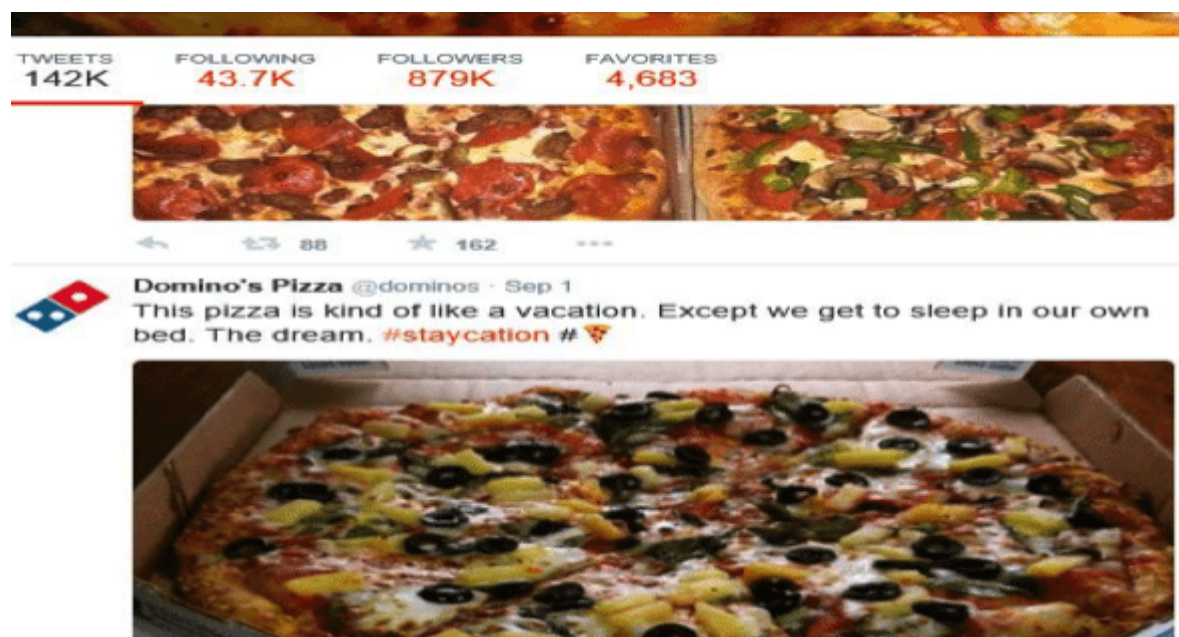 TWEETS FOLLOWING FOLLOWERS FAVORITES
142K 43.7K 879K 4,683
88 162
Domino's Pizza @dominos · Sep 1
This pizza is kind of like a vacation. Except we get to sleep in our own
bed. The dream. #staycation #🍕